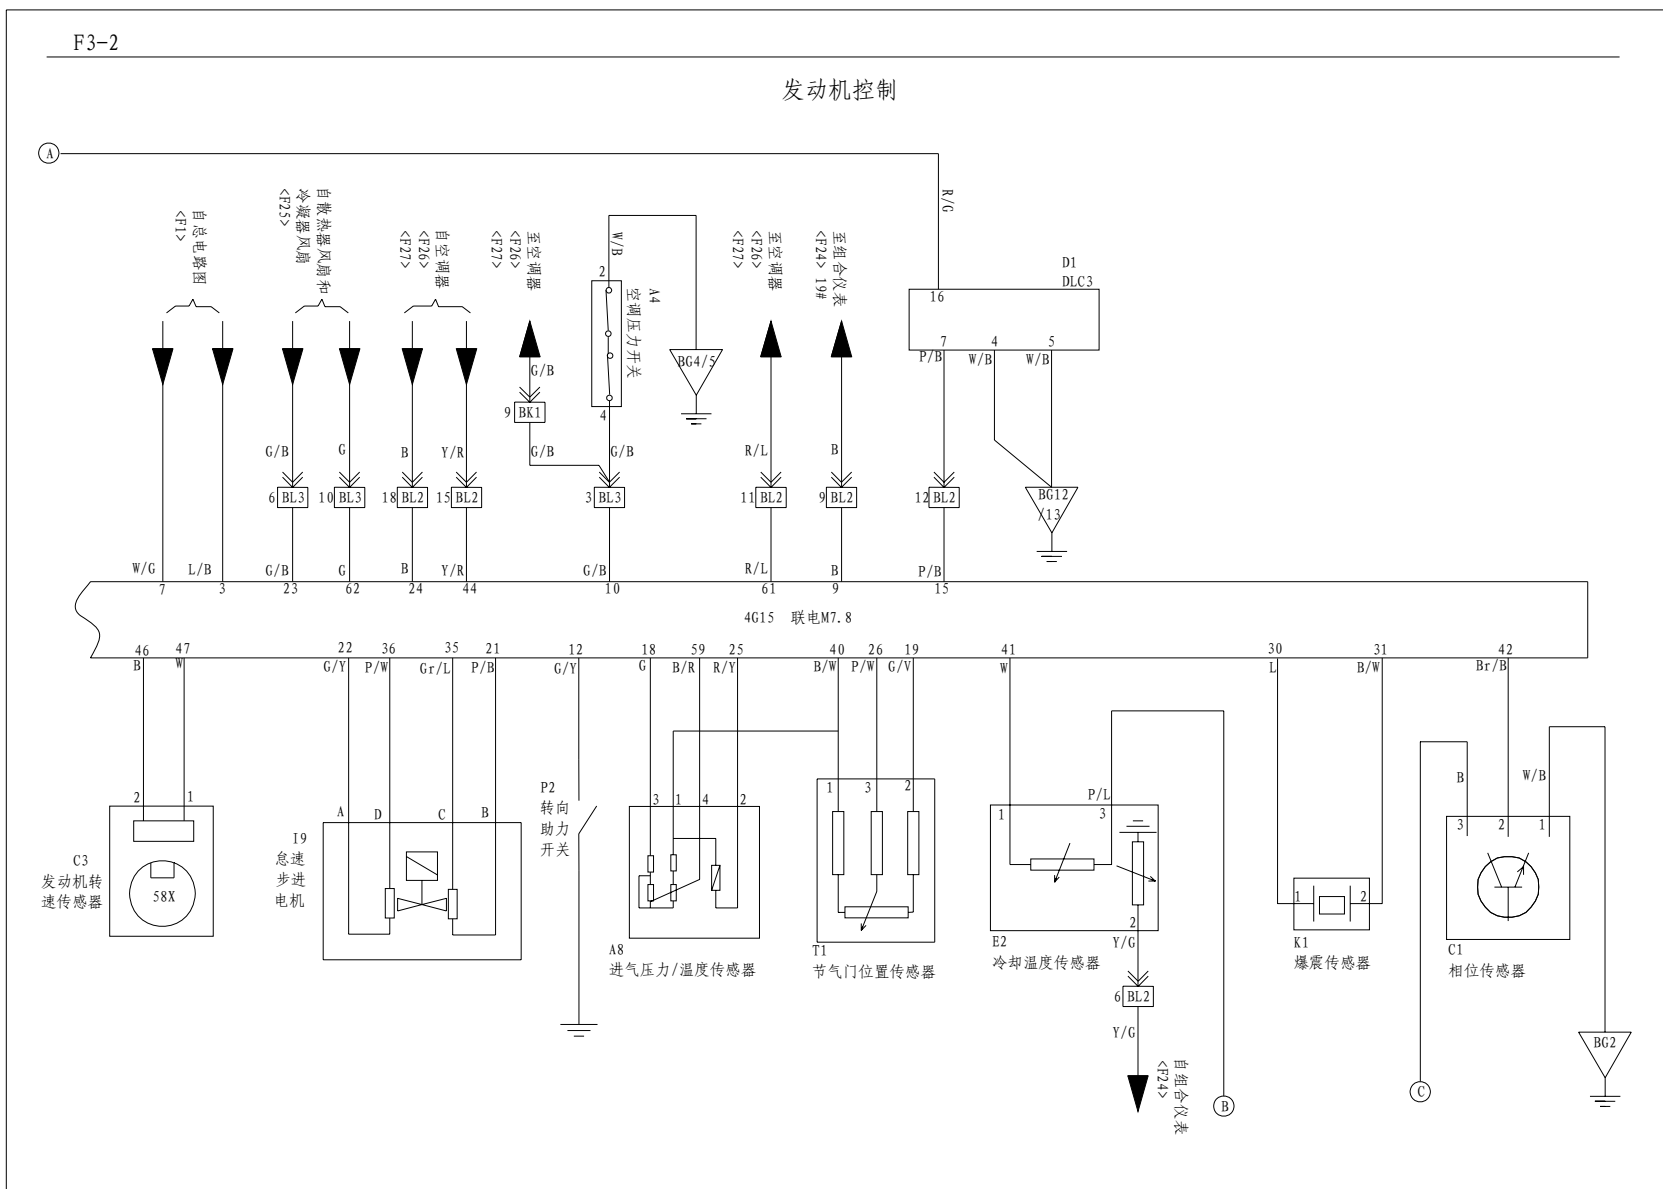 F3-2
发动机控制
A
R/G
自总电路图
<F1>
自散热器风扇和
冷凝器风扇
<F25>
自空调器
<F26>
<F27>
至空调器
<F26>
<F27>
W/B
2
A4
空调压力开关
4
BG4/5
至空调器
<F26>
<F27>
至组合仪表
<F24> 19#
D1
DLC3
16
7 4 5
P/B W/B W/B
G/B
9 BK1
G/B G G/B
G/B G B Y/R R/L B
6 BL3 10 BL3 18 BL2 15 BL2 3 BL3 11 BL2 9 BL2 12 BL2
BG12
/13
W/G L/B G/B G B Y/R G/B R/L B P/B
7 3 23 62 24 44 10 61 9 15
4G15 联电M7.8
46 47 22 36 35 21 12 18 59 25 40 26 19 41 30 31 42
B W G/Y P/W Gr/L P/B G/Y G B/R R/Y B/W P/W G/V W L B/W Br/B
2 1
C3
发动机转
速传感器
58X
A D C B
I9
怠速
步进
电机
P2
转向
助力
开关
3 1 4 2
A8
进气压力/温度传感器
1 3 2
T1
节气门位置传感器
P/L
1 3
2
E2
冷却温度传感器
Y/G
6 BL2
Y/G
自组合仪表
<F24>
B
1 2
K1
爆震传感器
B W/B
3 2 1
C1
相位传感器
C
BG2